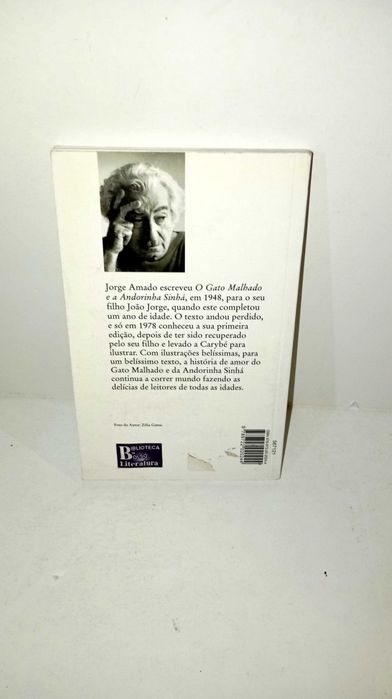 Jorge Amado escreveu O Gato Malhado
e a Andorinha Sinhá, em 1948, para o seu
filho João Jorge, quando este completou
um ano de idade. O texto andou perdido,
e só em 1978 conheceu a sua primeira
edição, depois de ter sido recuperado
pelo seu filho e levado a Carybé para
ilustrar. Com ilustrações belíssimas, para
um belíssimo texto, a história de amor do
Gato Malhado e da Andorinha Sinhá
continua a correr mundo fazendo as
delícias de leitores de todas as idades.
Foto do Autor: Zélia Gattai
BIBLIOTECA
BOLSO
Literatura